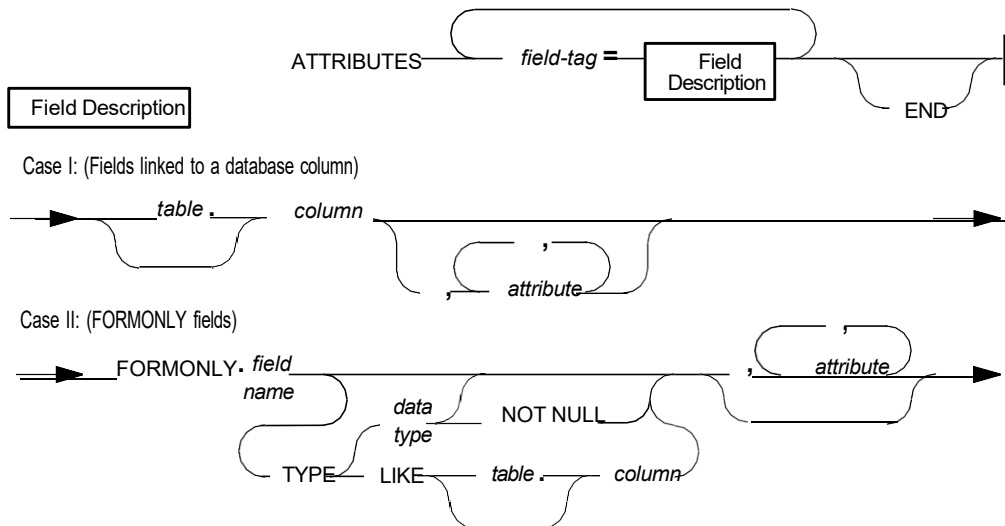 ATTRIBUTES field-tag = Field Description
END
Field Description
Case I: (Fields linked to a database column)
table . column
, attribute ,
Case II: (FORMONLY fields)
FORMONLY . field name , attribute ,
data type NOT NULL
TYPE LIKE table . column